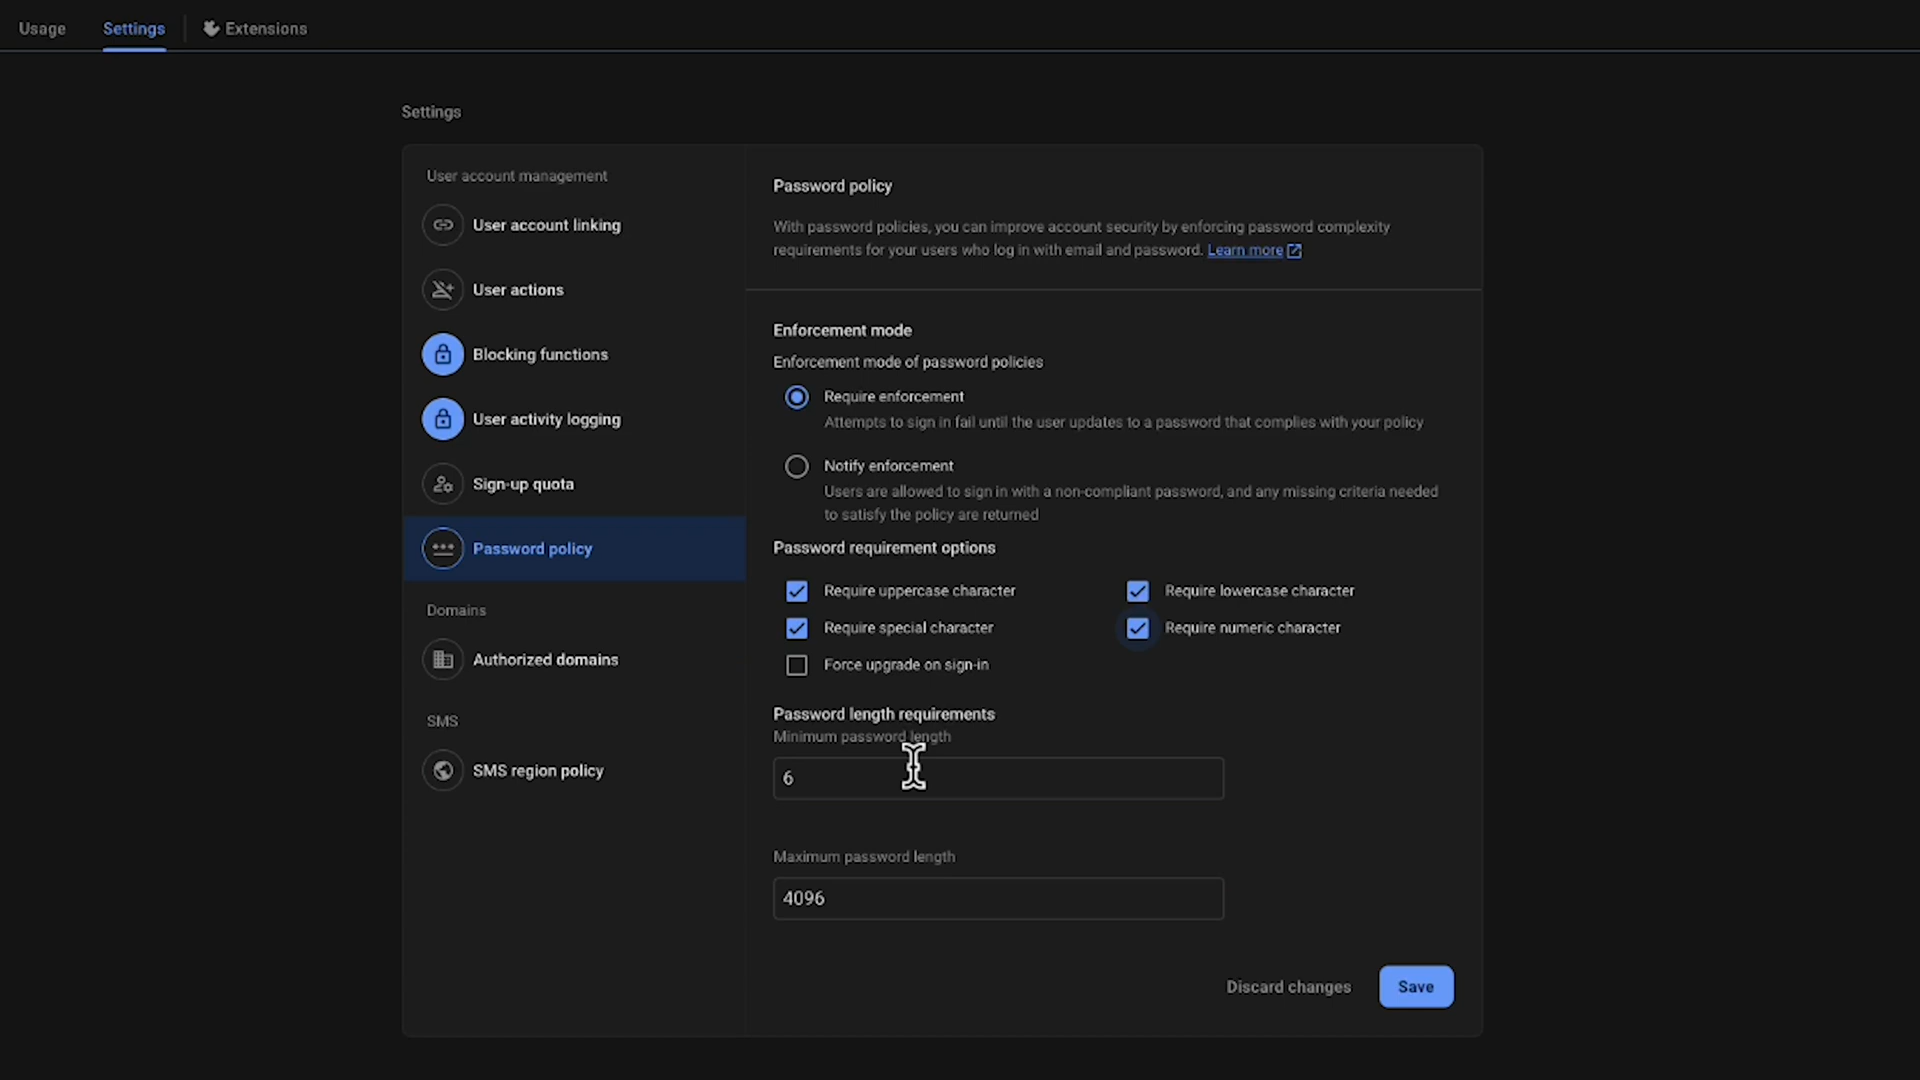 Usage
Settings
Extensions
Settings
User account management
User account linking
User actions
Blocking functions
User activity logging
Sign-up quota
Password policy
Domains
Authorized domains
SMS
SMS region policy
Password policy
With password policies, you can improve account security by enforcing password complexity
requirements for your users who log in with email and password. Learn more
Enforcement mode
Enforcement mode of password policies
Require enforcement
Attempts to sign in fail until the user updates to a password that complies with your policy
Notify enforcement
Users are allowed to sign in with a non-compliant password, and any missing criteria needed
to satisfy the policy are returned
Password requirement options
Require uppercase character
Require lowercase character
Require special character
Require numeric character
Force upgrade on sign-in
Password length requirements
Minimum password length
6
Maximum password length
4096
Discard changes
Save